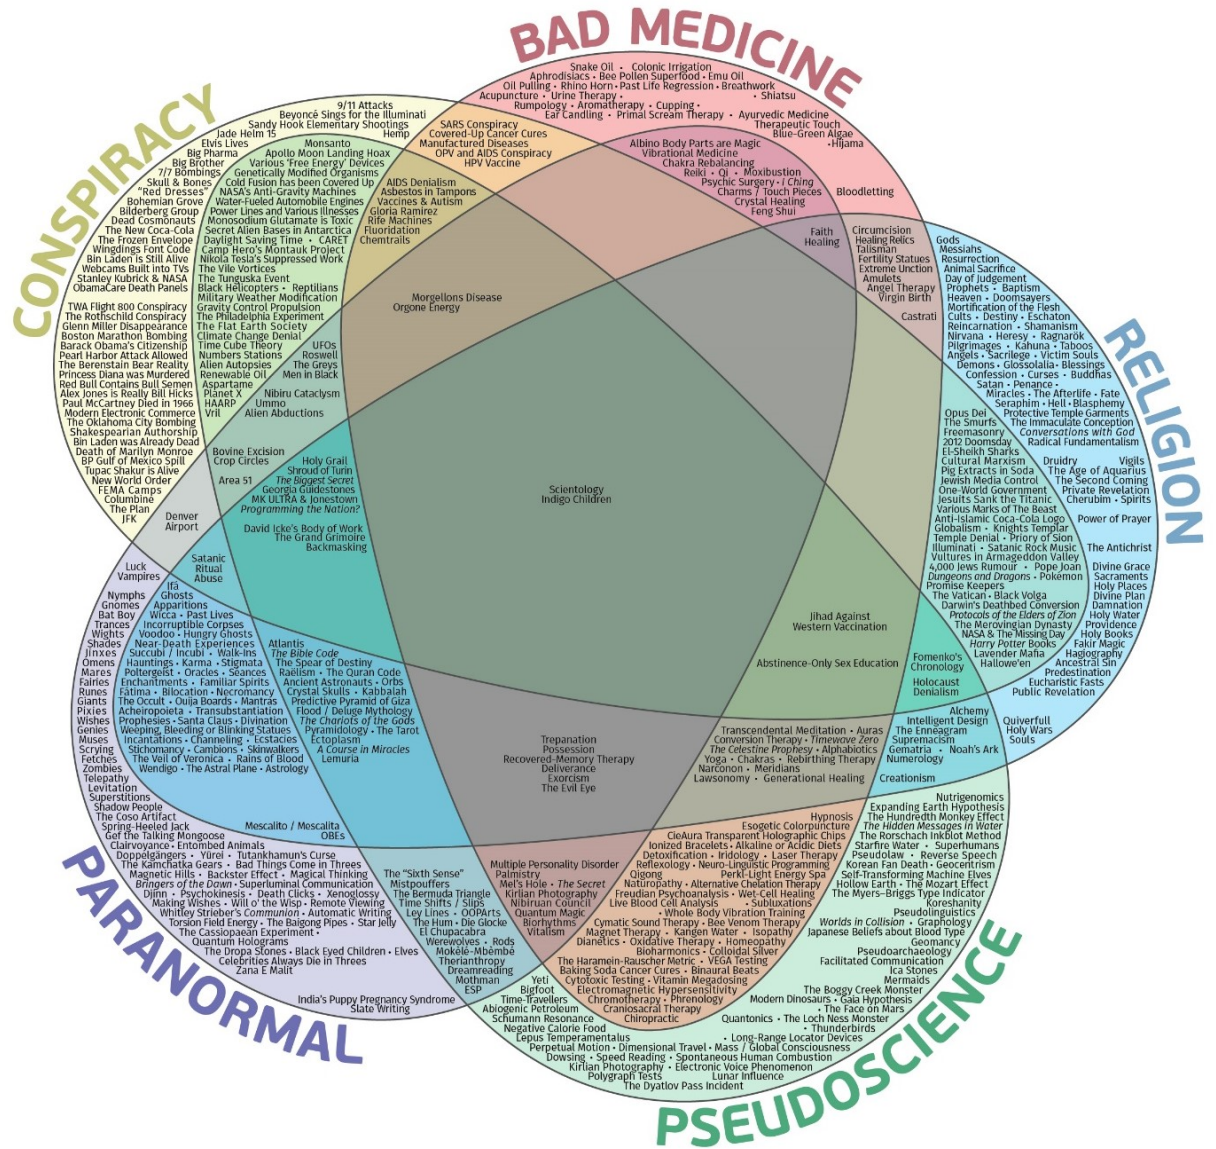 BAD MEDICINE
Snake Oil • Colonic Irrigation
Aphrodisiacs • Bee Pollen Superfood • Emu Oil
Oil Pulling • Rhino Horn • Past Life Regression • Breathwork
Acupuncture • Urine Therapy • • Shiatsu
Rumpology • Aromatherapy • Cupping •
Ear Candling • Primal Scream Therapy • Ayurvedic Medicine
Therapeutic Touch
Blue-Green Algae
•Hijama
Bloodletting
CONSPIRACY
9/11 Attacks
Beyoncé Sings for the Illuminati
Sandy Hook Elementary Shootings
Jade Helm 15
Hemp
Elvis Lives
Big Pharma
Big Brother
7/7 Bombings
Skull & Bones
"Red Dresses"
Bohemian Grove
Bilderberg Group
Dead Cosmonauts
The New Coca-Cola
The Frozen Envelope
Wingdings Font Code
Bin Laden is Still Alive
Webcams Built into TVs
Stanley Kubrick & NASA
ObamaCare Death Panels
TWA Flight 800 Conspiracy
The Rothschild Conspiracy
Glenn Miller Disappearance
Boston Marathon Bombing
Barack Obama's Citizenship
Pearl Harbor Attack Allowed
The Berenstain Bear Reality
Princess Diana was Murdered
Red Bull Contains Bull Semen
Alex Jones is Really Bill Hicks
Paul McCartney Died in 1966
Modern Electronic Commerce
The Oklahoma City Bombing
Shakespearian Authorship
Bin Laden was Already Dead
Death of Marilyn Monroe
BP Gulf of Mexico Spill
Tupac Shakur is Alive
New World Order
FEMA Camps
Columbine
The Plan
JFK
SARS Conspiracy
Covered-Up Cancer Cures
Manufactured Diseases
OPV and AIDS Conspiracy
HPV Vaccine
Monsanto
Apollo Moon Landing Hoax
Various 'Free Energy' Devices
Genetically Modified Organisms
Cold Fusion has been Covered Up
NASA's Anti-Gravity Machines
Water-Fueled Automobile Engines
Power Lines and Various Illnesses
Monosodium Glutamate is Toxic
Secret Alien Bases in Antarctica
Daylight Saving Time • CARET
Camp Hero's Montauk Project
Nikola Tesla's Suppressed Work
The Vile Vortices
The Tunguska Event
Black Helicopters • Reptilians
Military Weather Modification
Gravity Control Propulsion
The Philadelphia Experiment
The Flat Earth Society
Climate Change Denial
Time Cube Theory
Numbers Stations
Alien Autopsies
Renewable Oil
Aspartame
Planet X
HAARP
Vril
AIDS Denialism
Asbestos in Tampons
Vaccines & Autism
Gloria Ramirez
Rife Machines
Fluoridation
Chemtrails
Albino Body Parts are Magic
Vibrational Medicine
Chakra Rebalancing
Reiki • Qi • Moxibustion
Psychic Surgery • I Ching
Charms / Touch Pieces
Crystal Healing
Feng Shui
Faith
Healing
Circumcision
Healing Relics
Talisman
Fertility Statues
Extreme Unction
Amulets
Angel Therapy
Virgin Birth
Castrati
Morgellons Disease
Orgone Energy
UFOs
Roswell
The Greys
Men in Black
Nibiru Cataclysm
Ummo
Alien Abductions
Bovine Excision
Crop Circles
Area 51
Denver
Airport
Holy Grail
Shroud of Turin
The Biggest Secret
Georgia Guidestones
MK ULTRA & Jonestown
Programming the Nation?
David Icke's Body of Work
The Grand Grimoire
Backmasking
Satanic
Ritual
Abuse
Scientology
Indigo Children
RELIGION
Gods
Messiahs
Resurrection
Animal Sacrifice
Day of Judgement
Prophets • Baptism
Heaven • Doomsayers
Mortification of the Flesh
Cults • Destiny • Eschaton
Reincarnation • Shamanism
Nirvana • Heresy • Ragnarök
Pilgrimages • Kahuna • Taboos
Angels • Sacrilege • Victim Souls
Demons • Glossolalia• Blessings
Confession • Curses • Buddhas
Satan • Penance •
Miracles • The Afterlife • Fate
Seraphim • Hell • Blasphemy
Protective Temple Garments
The Immaculate Conception
Conversations with God
Radical Fundamentalism
Druidry Vigils
The Age of Aquarius
The Second Coming
Private Revelation
Cherubim • Spirits
Power of Prayer
The Antichrist
Divine Grace
Sacraments
Holy Places
Divine Plan
Damnation
Holy Water
Providence
Holy Books
Fakir Magic
Hagiography
Ancestral Sin
Predestination
Eucharistic Fasts
Public Revelation
Quiverfull
Holy Wars
Souls
Opus Dei
The Smurfs
Freemasonry
2012 Doomsday
El-Sheikh Sharks
Cultural Marxism
Pig Extracts in Soda
Jewish Media Control
One-World Government
Jesuits Sank the Titanic
Various Marks of The Beast
Anti-Islamic Coca-Cola Logo
Globalism • Knights Templar
Temple Denial • Priory of Sion
Illuminati • Satanic Rock Music
Vultures in Armageddon Valley
4,000 Jews Rumour • Pope Joan
Dungeons and Dragons • Pokémon
Promise Keepers
The Vatican • Black Volga
Darwin's Deathbed Conversion
Protocols of the Elders of Zion
The Merovingian Dynasty
NASA & The Missing Day
Harry Potter Books
Lavender Mafia
Hallowe'en
Jihad Against
Western Vaccination
Abstinence-Only Sex Education
Fomenko's
Chronology
Holocaust
Denialism
Alchemy
Intelligent Design
The Enneagram
Supremacism
Gematria • Noah's Ark
Numerology
Creationism
Transcendental Meditation • Auras
Conversion Therapy • Timewave Zero
The Celestine Prophesy • Alphabiotics
Yoga • Chakras • Rebirthing Therapy
Narconon • Meridians
Lawsonomy • Generational Healing
Trepanation
Possession
Recovered-Memory Therapy
Deliverance
Exorcism
The Evil Eye
PARANORMAL
Luck
Vampires
Nymphs
Gnomes
Bat Boy
Trances
Wights
Shades
Jinxes
Omens
Mares
Fairies
Runes
Giants
Pixies
Wishes
Genies
Muses
Scrying
Fetches
Zombies
Telepathy
Levitation
Superstitions
Shadow People
The Coso Artifact
Spring-Heeled Jack
Gef the Talking Mongoose
Clairvoyance • Entombed Animals
Doppelgängers • Yūrei • Tutankhamun's Curse
The Kamchatka Gears • Bad Things Come in Threes
Magnetic Hills • Backster Effect • Magical Thinking
Bringers of the Dawn • Superluminal Communication
Djinn • Psychokinesis • Death Clicks • Xenoglossy
Making Wishes • Will o' the Wisp • Remote Viewing
Whitley Strieber's Communion • Automatic Writing
Torsion Field Energy • The Baigong Pipes • Star Jelly
The Cassiopaean Experiment •
Quantum Holograms
The Dropa Stones • Black Eyed Children • Elves
Celebrities Always Die in Threes
Zana E Malit
India's Puppy Pregnancy Syndrome
Slate Writing
Ifá
Ghosts
Apparitions
Wicca • Past Lives
Incorruptible Corpses
Voodoo • Hungry Ghosts
Near-Death Experiences
Succubi / Incubi • Walk-Ins
Hauntings • Karma • Stigmata
Poltergeist • Oracles • Séances
Enchantments • Familiar Spirits
Fátima • Bilocation • Necromancy
The Occult • Ouija Boards • Mantras
Acheiropoieta • Transubstantiation
Prophesies • Santa Claus • Divination
Weeping, Bleeding or Blinking Statues
Incantations • Channeling • Ecstacies
Stichomancy • Cambions • Skinwalkers
The Veil of Veronica • Rains of Blood
Wendigo • The Astral Plane • Astrology
Mescalito / Mescalita
OBEs
Atlantis
The Bible Code
The Spear of Destiny
Raëlism • The Quran Code
Ancient Astronauts • Orbs
Crystal Skulls • Kabbalah
Predictive Pyramid of Giza
Flood / Deluge Mythology
The Chariots of the Gods
Pyramidology • The Tarot
Ectoplasm
A Course in Miracles
Lemuria
The "Sixth Sense"
Mistpouffers
The Bermuda Triangle
Time Shifts / Slips
Ley Lines • OOPArts
The Hum • Die Glocke
El Chupacabra
Werewolves • Rods
Mokèlé-Mbèmbé
Therianthropy
Dreamreading
Mothman
ESP
Multiple Personality Disorder
Palmistry
Mel's Hole • The Secret
Kirlian Photography
Nibiruan Council
Quantum Magic
Biorhythms
Vitalism
Hypnosis
Esogetic Colorpuncture
CieAura Transparent Holographic Chips
Ionized Bracelets • Alkaline or Acidic Diets
Detoxification • Iridology • Laser Therapy
Reflexology • Neuro-Linguistic Programming
Qigong Perkl-Light Energy Spa
Naturopathy • Alternative Chelation Therapy
Freudian Psychoanalysis • Wet-Cell Healing
Live Blood Cell Analysis • Subluxations
• Whole Body Vibration Training
Cymatic Sound Therapy • Bee Venom Therapy
Magnet Therapy • Kangen Water • Isopathy
Dianetics • Oxidative Therapy • Homeopathy
Bioharmonics • Colloidal Silver
The Haramein-Rauscher Metric • VEGA Testing
Baking Soda Cancer Cures • Binaural Beats
Cytotoxic Testing • Vitamin Megadosing
Electromagnetic Hypersensitivity
Chromotherapy • Phrenology
Craniosacral Therapy
Chiropractic
PSEUDOSCIENCE
Nutrigenomics
Expanding Earth Hypothesis
The Hundredth Monkey Effect
The Hidden Messages in Water
The Rorschach Inkblot Method
Starfire Water • Superhumans
Pseudolaw • Reverse Speech
Korean Fan Death • Geocentrism
Self-Transforming Machine Elves
Hollow Earth • The Mozart Effect
The Myers-Briggs Type Indicator
Koreshanity
Pseudolinguistics
Worlds in Collision • Graphology
Japanese Beliefs about Blood Type
Geomancy
Pseudoarchaeology
Facilitated Communication
Ica Stones
Mermaids
The Boggy Creek Monster
Modern Dinosaurs • Gaia Hypothesis
• The Face on Mars
Quantonics • The Loch Ness Monster
• Thunderbirds
• Long-Range Locator Devices
Yeti
Bigfoot
Time-Travellers
Abiogenic Petroleum
Schumann Resonance
Negative Calorie Food
Lepus Temperamentalus
Perpetual Motion • Dimensional Travel • Mass / Global Consciousness
Dowsing • Speed Reading • Spontaneous Human Combustion
Kirlian Photography • Electronic Voice Phenomenon
Polygraph Tests Lunar Influence
The Dyatlov Pass Incident